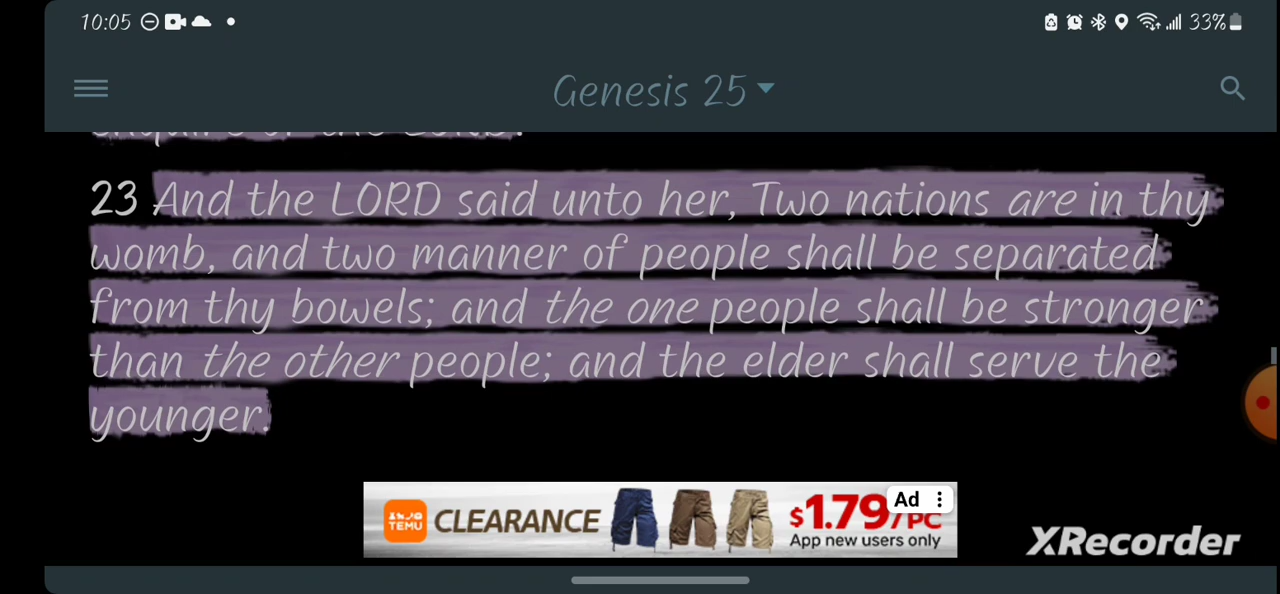 10:05 33%
Genesis 25
23 And the LORD said unto her, Two nations are in thy
womb, and two manner of people shall be separated
from thy bowels; and the one people shall be stronger
than the other people; and the elder shall serve the
younger.
TEMU CLEARANCE $1.79/PC Ad
App new users only
XRecorder